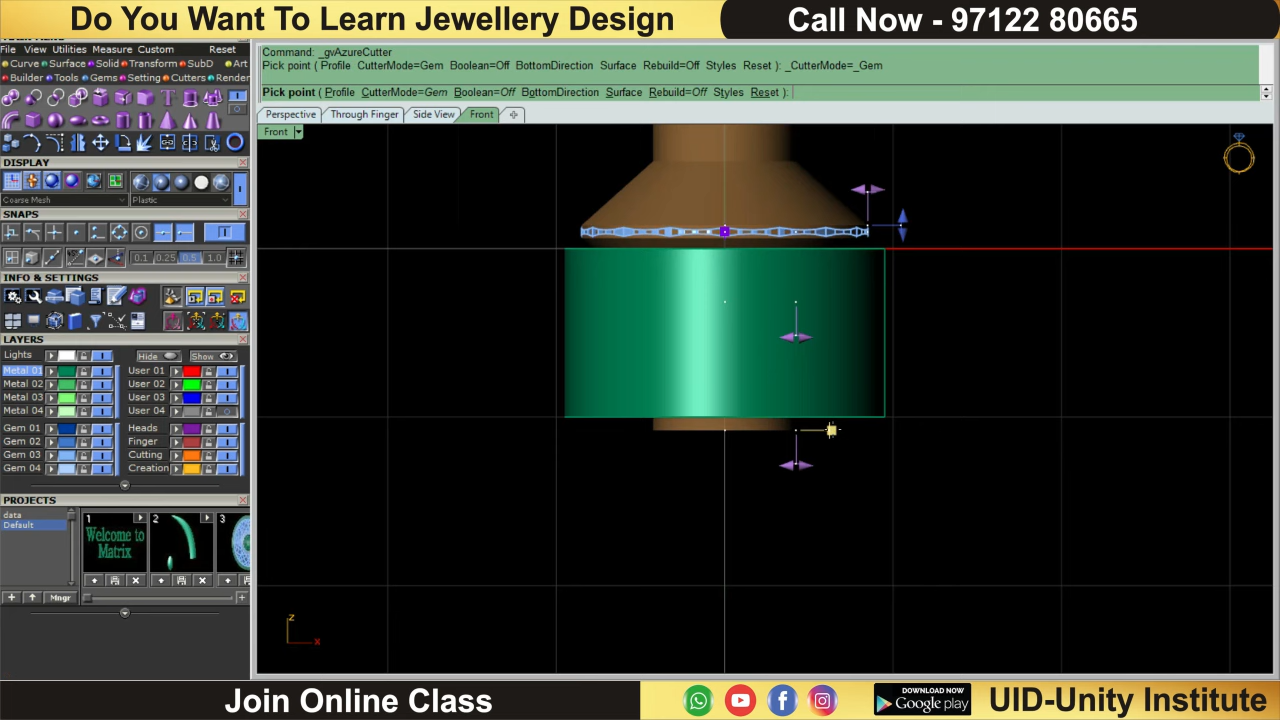 Do You Want To Learn Jewellery Design
Call Now - 97122 80665
File View Utilities Measure Custom Reset
Curve Surface Solid Transform SubD Art
Builder Tools Gems Setting Cutters Render
DISPLAY
Coarse Mesh Plastic
SNAPS
0.1 0.25 0.5 1.0
INFO & SETTINGS
LAYERS
Lights Hide Show
Metal 01 User 01
Metal 02 User 02
Metal 03 User 03
Metal 04 User 04
Gem 01 Heads
Gem 02 Finger
Gem 03 Cutting
Gem 04 Creation
PROJECTS
data
Default
1 2 3
Welcome to
Matrix
Mngr
Command: _gvAzureCutter
Pick point ( Profile CutterMode=Gem Boolean=Off BottomDirection Surface Rebuild=Off Styles Reset ): _CutterMode=_Gem
Pick point ( Profile CutterMode=Gem Boolean=Off BottomDirection Surface Rebuild=Off Styles Reset ):
Perspective Through Finger Side View Front
Front
z
x
Join Online Class
DOWNLOAD NOW
Google play
UID-Unity Institute